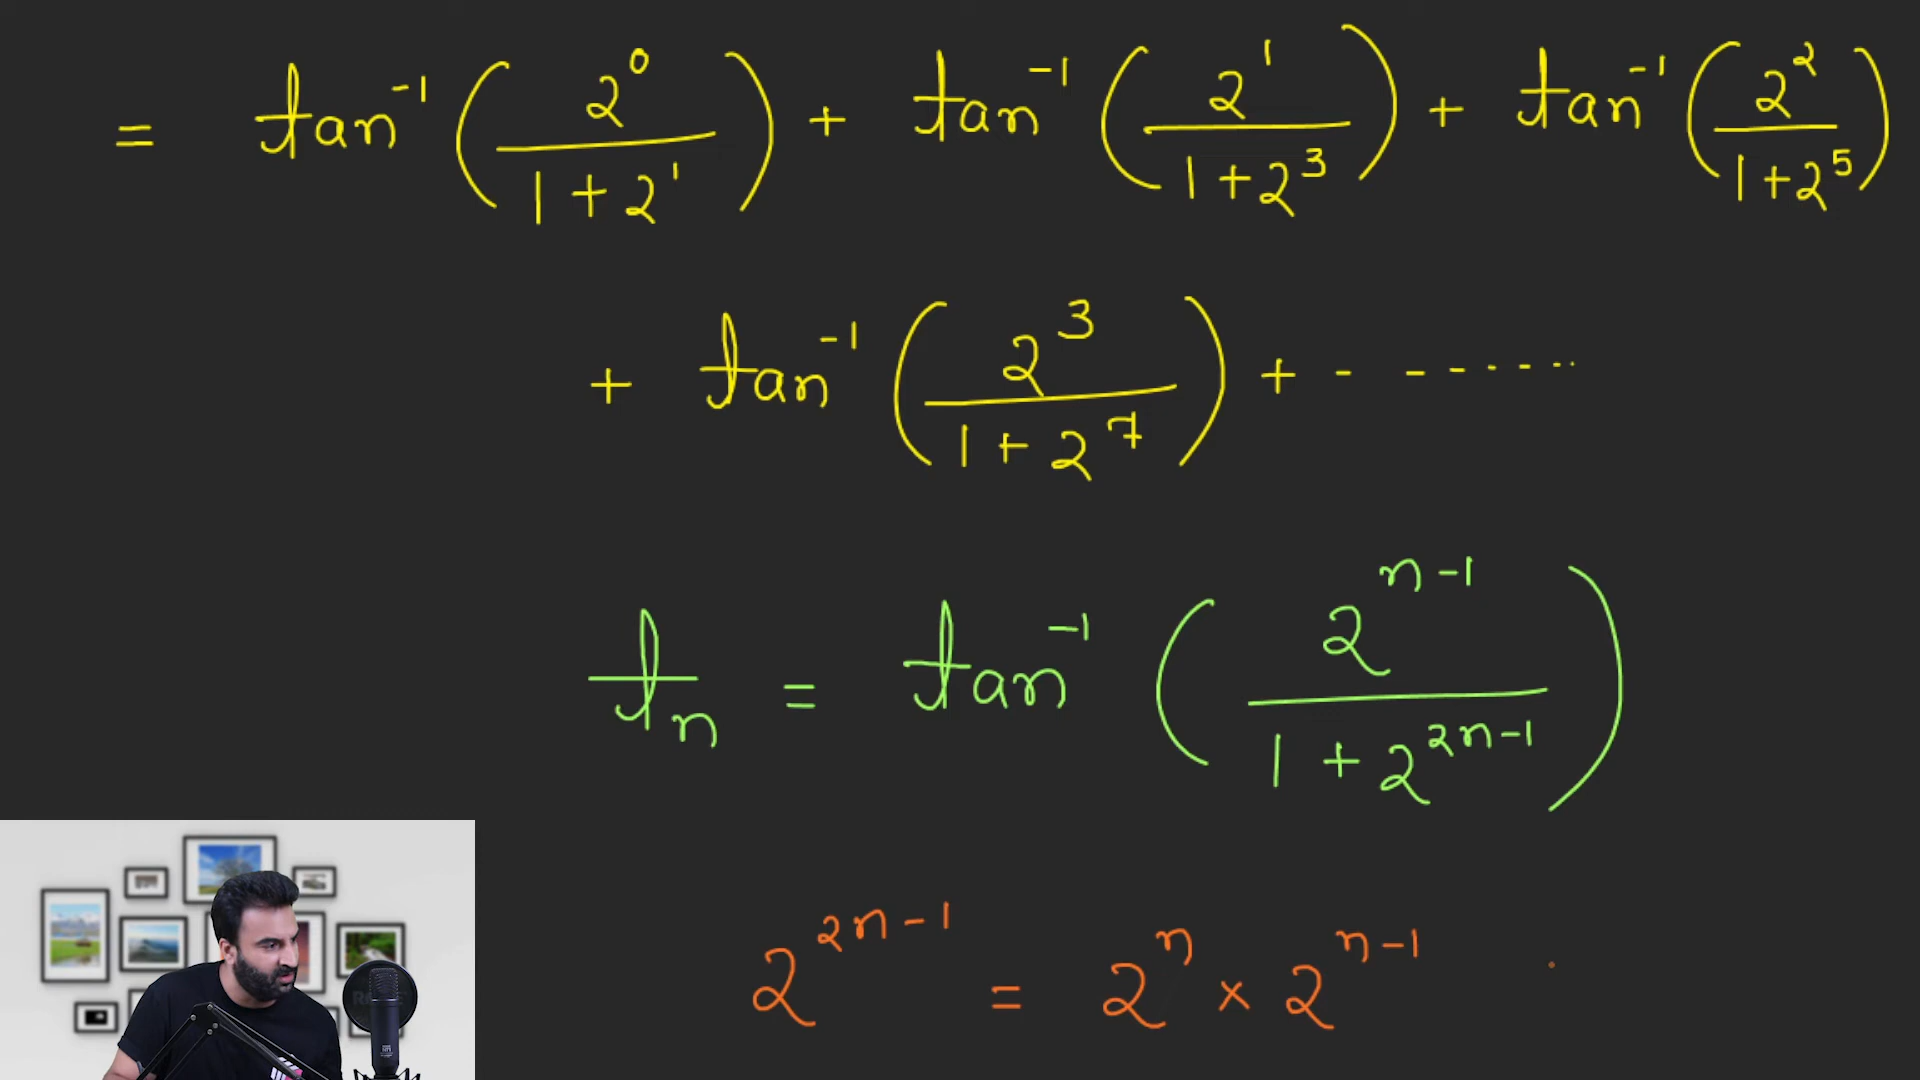 = tan⁻¹(2⁰/(1+2¹)) + tan⁻¹(2¹/(1+2³)) + tan⁻¹(2²/(1+2⁵))
+ tan⁻¹(2³/(1+2⁷)) + - - - - - - - -
tₙ = tan⁻¹(2ⁿ⁻¹/(1+2²ⁿ⁻¹))
2²ⁿ⁻¹ = 2ⁿ × 2ⁿ⁻¹